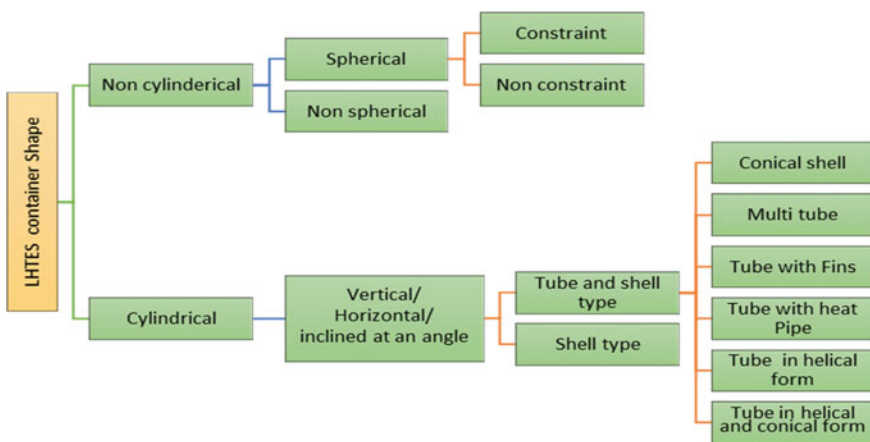 LHTES container Shape
Non cylinderical
Spherical
Constraint
Non constraint
Non spherical
Cylindrical
Vertical/
Horizontal/
inclined at an angle
Tube and shell
type
Conical shell
Multi tube
Tube with Fins
Tube with heat
Pipe
Tube in helical
form
Tube in helical
and conical form
Shell type